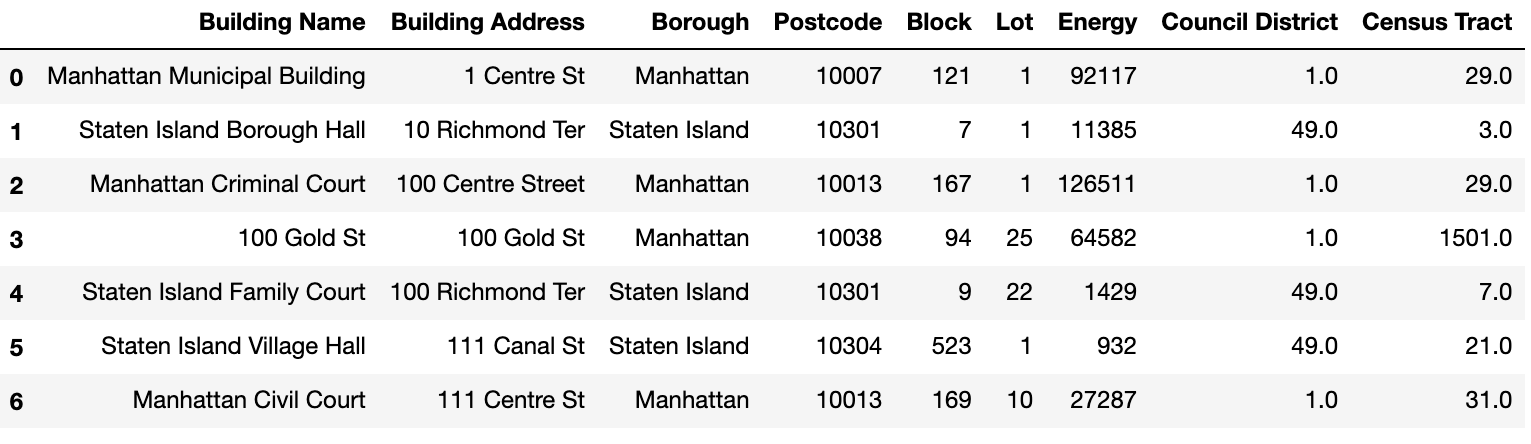 Building Name Building Address Borough Postcode Block Lot Energy Council District Census Tract
0 Manhattan Municipal Building 1 Centre St Manhattan 10007 121 1 92117 1.0 29.0
1 Staten Island Borough Hall 10 Richmond Ter Staten Island 10301 7 1 11385 49.0 3.0
2 Manhattan Criminal Court 100 Centre Street Manhattan 10013 167 1 126511 1.0 29.0
3 100 Gold St 100 Gold St Manhattan 10038 94 25 64582 1.0 1501.0
4 Staten Island Family Court 100 Richmond Ter Staten Island 10301 9 22 1429 49.0 7.0
5 Staten Island Village Hall 111 Canal St Staten Island 10304 523 1 932 49.0 21.0
6 Manhattan Civil Court 111 Centre St Manhattan 10013 169 10 27287 1.0 31.0